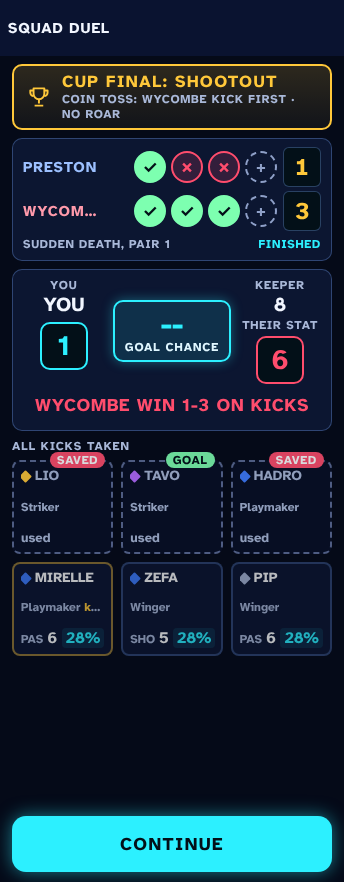 SQUAD DUEL
CUP FINAL: SHOOTOUT
COIN TOSS: WYCOMBE KICK FIRST ·
NO ROAR
PRESTON + 1
WYCOM... + 3
SUDDEN DEATH, PAIR 1 FINISHED
YOU KEEPER
YOU 8
THEIR STAT
1 -- 6
GOAL CHANCE
WYCOMBE WIN 1-3 ON KICKS
ALL KICKS TAKEN
SAVED GOAL SAVED
LIO TAVO HADRO
Striker Striker Playmaker
used used used
MIRELLE ZEFA PIP
Playmaker k... Winger Winger
PAS 6 28% SHO 5 28% PAS 6 28%
CONTINUE